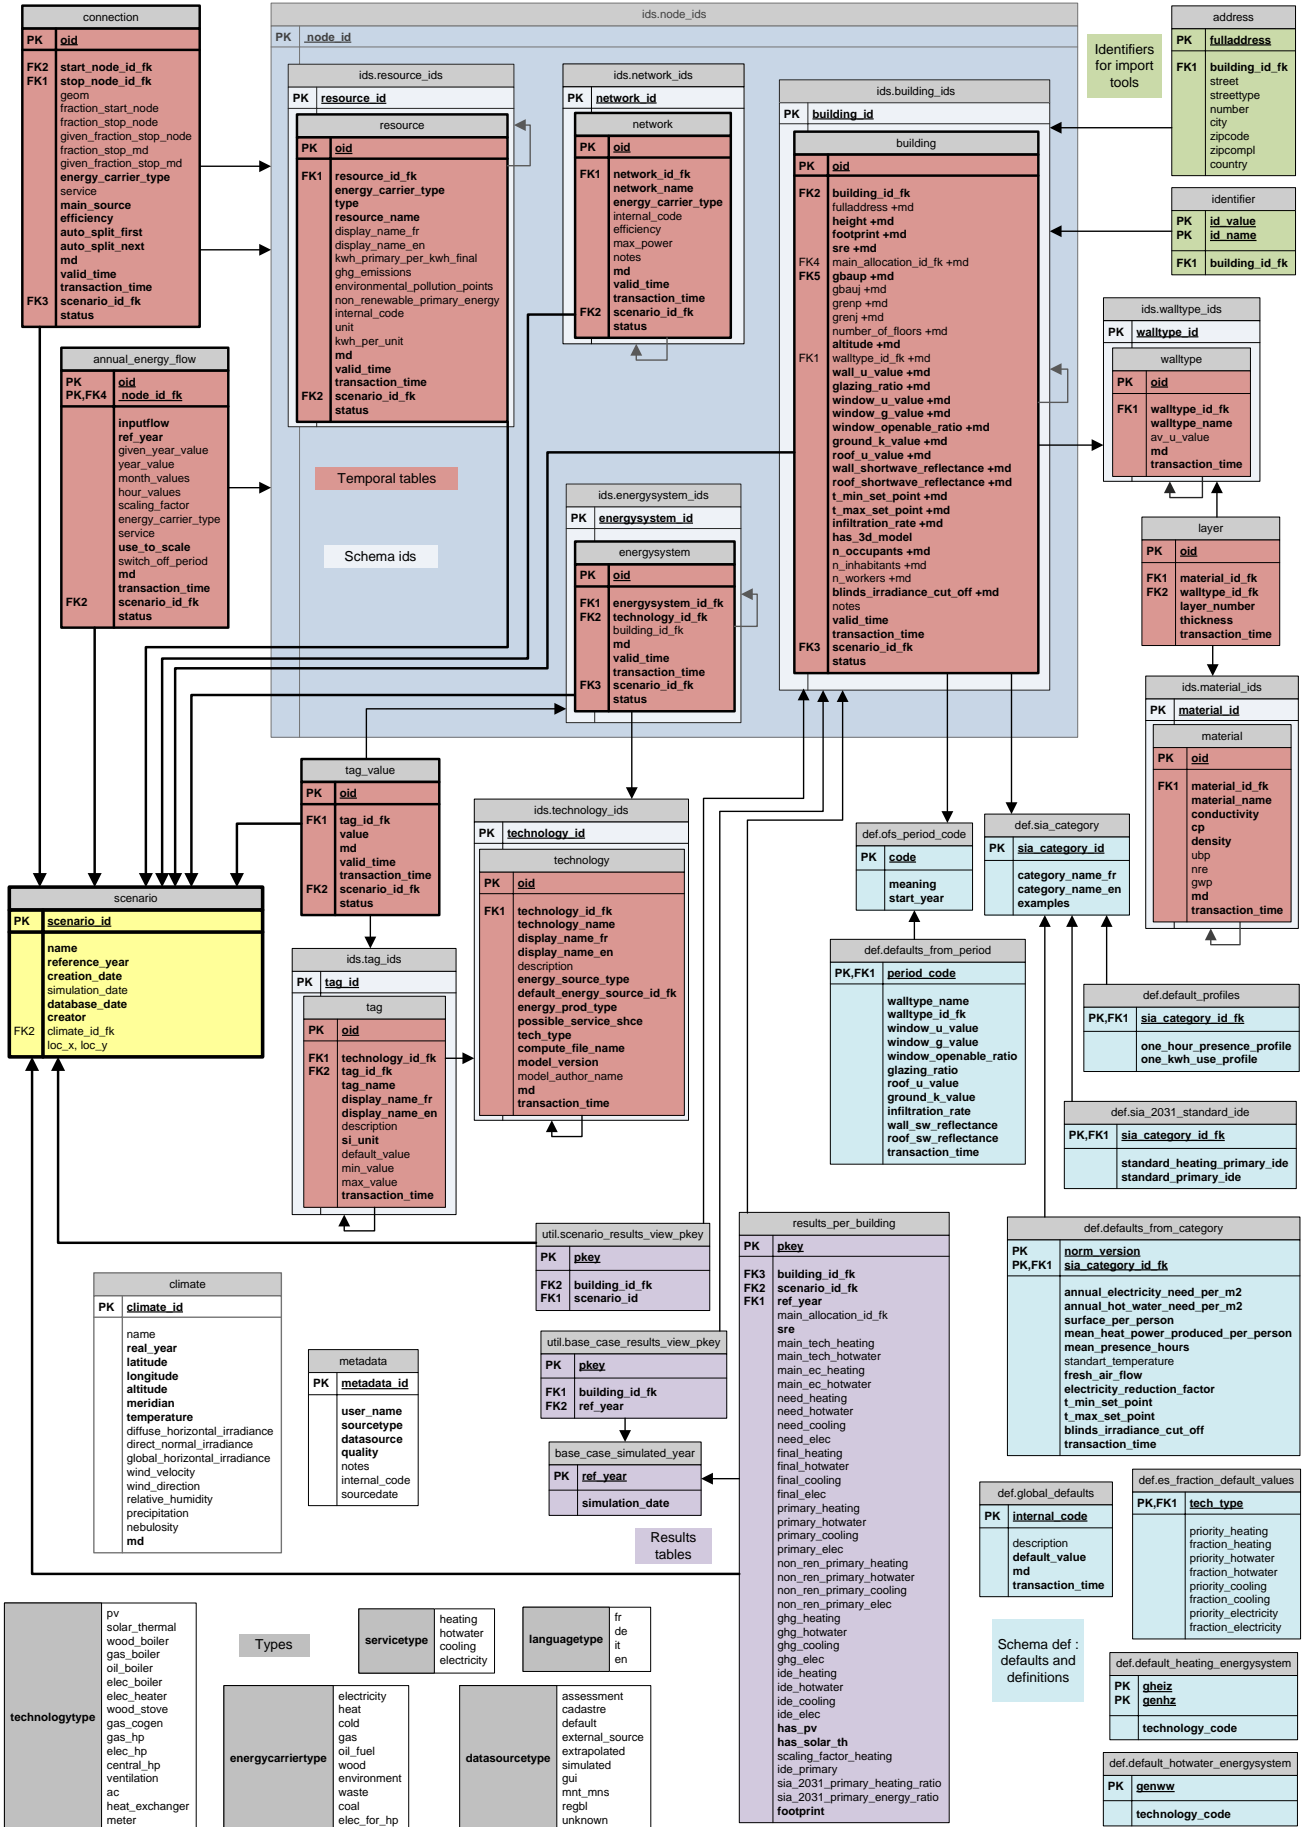 connection
PK oid
FK2 start_node_id_fk
FK1 stop_node_id_fk
geom
fraction_start_node
fraction_stop_node
given_fraction_stop_node
fraction_stop_md
given_fraction_stop_md
energy_carrier_type
service
main_source
efficiency
auto_split_first
auto_split_next
md
valid_time
transaction_time
FK3 scenario_id_fk
status
annual_energy_flow
PK oid
PK,FK4 node_id_fk
inputflow
ref_year
given_year_value
year_value
month_values
hour_values
scaling_factor
energy_carrier_type
service
use_to_scale
switch_off_period
md
transaction_time
FK2 scenario_id_fk
status
ids.node_ids
PK node_id
ids.resource_ids
PK resource_id
resource
PK oid
FK1 resource_id_fk
energy_carrier_type
type
resource_name
display_name_fr
display_name_en
kwh_primary_per_kwh_final
ghg_emissions
environmental_pollution_points
non_renewable_primary_energy
internal_code
unit
kwh_per_unit
md
valid_time
transaction_time
FK2 scenario_id_fk
status
Temporal tables
Schema ids
ids.network_ids
PK network_id
network
PK oid
FK1 network_id_fk
network_name
energy_carrier_type
internal_code
efficiency
max_power
notes
md
valid_time
transaction_time
FK2 scenario_id_fk
status
ids.energysystem_ids
PK energysystem_id
energysystem
PK oid
FK1 energysystem_id_fk
FK2 technology_id_fk
building_id_fk
md
valid_time
transaction_time
FK3 scenario_id_fk
status
ids.building_ids
PK building_id
building
PK oid
FK2 building_id_fk
fulladdress +md
height +md
footprint +md
sre +md
FK4 main_allocation_id_fk +md
FK5 gbaup +md
gbauj +md
grenp +md
grenj +md
number_of_floors +md
altitude +md
FK1 walltype_id_fk +md
wall_u_value +md
glazing_ratio +md
window_u_value +md
window_g_value +md
window_openable_ratio +md
ground_k_value +md
roof_u_value +md
wall_shortwave_reflectance +md
roof_shortwave_reflectance +md
t_min_set_point +md
t_max_set_point +md
infiltration_rate +md
has_3d_model
n_occupants +md
n_inhabitants +md
n_workers +md
blinds_irradiance_cut_off +md
notes
valid_time
transaction_time
FK3 scenario_id_fk
status
Identifiers
for import
tools
address
PK fulladdress
FK1 building_id_fk
street
streettype
number
city
zipcode
zipcompl
country
identifier
PK id_value
PK id_name
FK1 building_id_fk
ids.walltype_ids
PK walltype_id
walltype
PK oid
FK1 walltype_id_fk
walltype_name
av_u_value
md
transaction_time
layer
PK oid
FK1 material_id_fk
FK2 walltype_id_fk
layer_number
thickness
transaction_time
ids.material_ids
PK material_id
material
PK oid
FK1 material_id_fk
material_name
conductivity
cp
density
ubp
nre
gwp
md
transaction_time
tag_value
PK oid
FK1 tag_id_fk
value
md
valid_time
transaction_time
FK2 scenario_id_fk
status
scenario
PK scenario_id
name
reference_year
creation_date
simulation_date
database_date
creator
FK2 climate_id_fk
loc_x, loc_y
ids.tag_ids
PK tag_id
tag
PK oid
FK1 technology_id_fk
FK2 tag_id_fk
tag_name
display_name_fr
display_name_en
description
si_unit
default_value
min_value
max_value
transaction_time
ids.technology_ids
PK technology_id
technology
PK oid
FK1 technology_id_fk
technology_name
display_name_fr
display_name_en
description
energy_source_type
default_energy_source_id_fk
energy_prod_type
possible_service_shce
tech_type
compute_file_name
model_version
model_author_name
md
transaction_time
def.ofs_period_code
PK code
meaning
start_year
def.sia_category
PK sia_category_id
category_name_fr
category_name_en
examples
def.defaults_from_period
PK,FK1 period_code
walltype_name
walltype_id_fk
window_u_value
window_g_value
window_openable_ratio
glazing_ratio
roof_u_value
ground_k_value
infiltration_rate
wall_sw_reflectance
roof_sw_reflectance
transaction_time
def.default_profiles
PK,FK1 sia_category_id_fk
one_hour_presence_profile
one_kwh_use_profile
def.sia_2031_standard_ide
PK,FK1 sia_category_id_fk
standard_heating_primary_ide
standard_primary_ide
def.defaults_from_category
PK norm_version
PK,FK1 sia_category_id_fk
annual_electricity_need_per_m2
annual_hot_water_need_per_m2
surface_per_person
mean_heat_power_produced_per_person
mean_presence_hours
standart_temperature
fresh_air_flow
electricity_reduction_factor
t_min_set_point
t_max_set_point
blinds_irradiance_cut_off
transaction_time
util.scenario_results_view_pkey
PK pkey
FK2 building_id_fk
FK1 scenario_id
util.base_case_results_view_pkey
PK pkey
FK1 building_id_fk
FK2 ref_year
base_case_simulated_year
PK ref_year
simulation_date
Results
tables
results_per_building
PK pkey
FK3 building_id_fk
FK2 scenario_id_fk
FK1 ref_year
main_allocation_id_fk
sre
main_tech_heating
main_tech_hotwater
main_ec_heating
main_ec_hotwater
need_heating
need_hotwater
need_cooling
need_elec
final_heating
final_hotwater
final_cooling
final_elec
primary_heating
primary_hotwater
primary_cooling
primary_elec
non_ren_primary_heating
non_ren_primary_hotwater
non_ren_primary_cooling
non_ren_primary_elec
ghg_heating
ghg_hotwater
ghg_cooling
ghg_elec
ide_heating
ide_hotwater
ide_cooling
ide_elec
has_pv
has_solar_th
scaling_factor_heating
ide_primary
sia_2031_primary_heating_ratio
sia_2031_primary_energy_ratio
footprint
climate
PK climate_id
name
real_year
latitude
longitude
altitude
meridian
temperature
diffuse_horizontal_irradiance
direct_normal_irradiance
global_horizontal_irradiance
wind_velocity
wind_direction
relative_humidity
precipitation
nebulosity
md
metadata
PK metadata_id
user_name
sourcetype
datasource
quality
notes
internal_code
sourcedate
def.global_defaults
PK internal_code
description
default_value
md
transaction_time
def.es_fraction_default_values
PK,FK1 tech_type
priority_heating
fraction_heating
priority_hotwater
fraction_hotwater
priority_cooling
fraction_cooling
priority_electricity
fraction_electricity
Schema def :
defaults and
definitions
def.default_heating_energysystem
PK gheiz
PK genhz
technology_code
def.default_hotwater_energysystem
PK genww
technology_code
technologytype
pv
solar_thermal
wood_boiler
gas_boiler
oil_boiler
elec_boiler
elec_heater
wood_stove
gas_cogen
gas_hp
elec_hp
central_hp
ventilation
ac
heat_exchanger
meter
Types
servicetype
heating
hotwater
cooling
electricity
languagetype
fr
de
it
en
energycarriertype
electricity
heat
cold
gas
oil_fuel
wood
environment
waste
coal
elec_for_hp
datasourcetype
assessment
cadastre
default
external_source
extrapolated
simulated
gui
mnt_mns
regbl
unknown